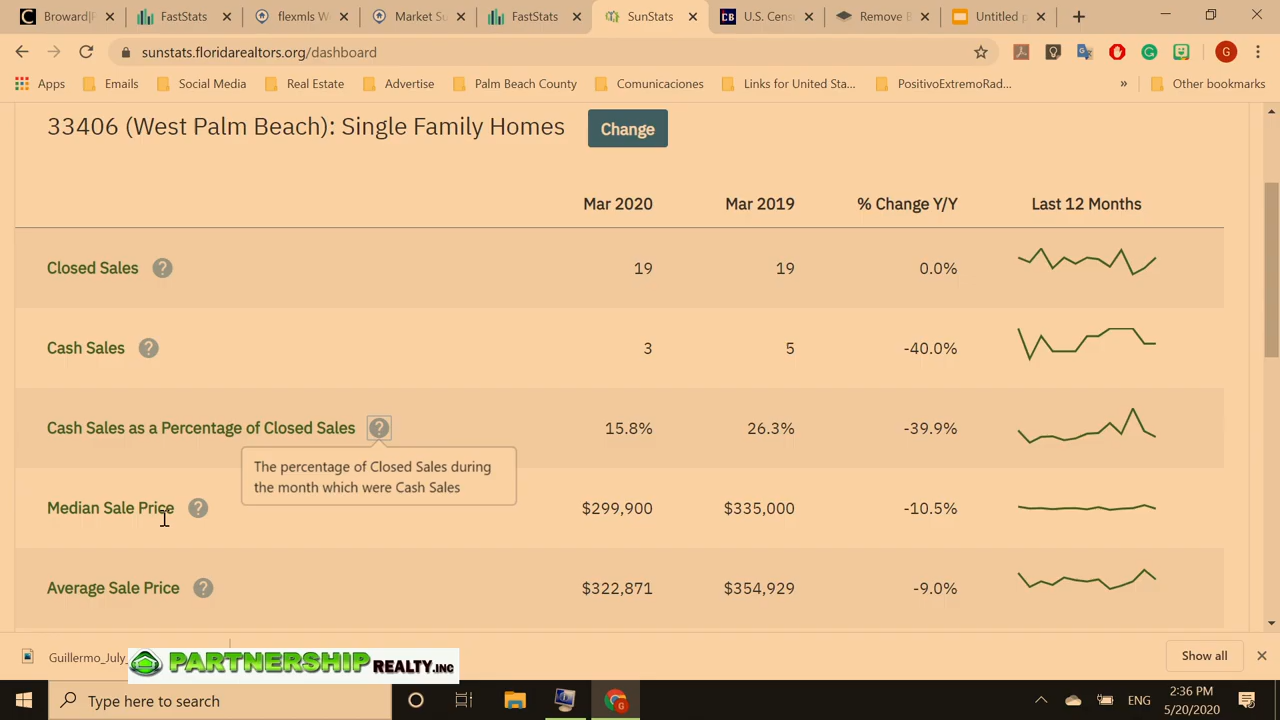 Broward|F
FastStats
flexmls W
Market Su
FastStats
SunStats
U.S. Cens
Remove B
Untitled p
sunstats.floridarealtors.org/dashboard
Apps
Emails
Social Media
Real Estate
Advertise
Palm Beach County
Comunicaciones
Links for United Sta...
PositivoExtremoRad...
»
Other bookmarks
33406 (West Palm Beach): Single Family Homes
Change
Mar 2020 Mar 2019 % Change Y/Y Last 12 Months
Closed Sales ? 19 19 0.0%
Cash Sales ? 3 5 -40.0%
Cash Sales as a Percentage of Closed Sales ? 15.8% 26.3% -39.9%
The percentage of Closed Sales during
the month which were Cash Sales
Median Sale Price ? $299,900 $335,000 -10.5%
Average Sale Price ? $322,871 $354,929 -9.0%
Guillermo_July
Show all
PARTNERSHIP REALTY.INC
Type here to search
ENG
2:36 PM
5/20/2020